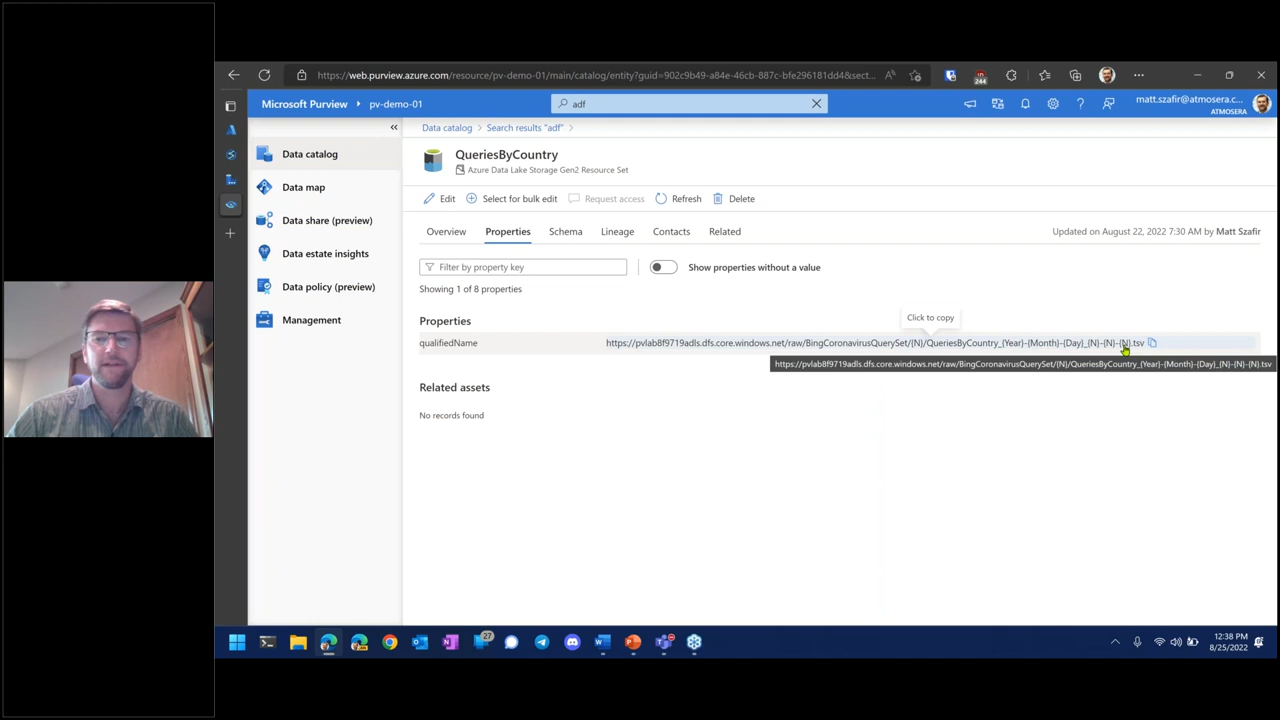 https://web.purview.azure.com/resource/pv-demo-01/main/catalog/entity?guid=902c9b49-a84e-46cb-887c-bfe296181dd4&sect...
244
Microsoft Purview
pv-demo-01
adf
matt.szafir@atmosera.c...
ATMOSERA
Data catalog
Data map
Data share (preview)
Data estate insights
Data policy (preview)
Management
Data catalog > Search results "adf" >
QueriesByCountry
Azure Data Lake Storage Gen2 Resource Set
Edit
Select for bulk edit
Request access
Refresh
Delete
Overview
Properties
Schema
Lineage
Contacts
Related
Updated on August 22, 2022 7:30 AM by Matt Szafir
Filter by property key
Show properties without a value
Showing 1 of 8 properties
Click to copy
Properties
qualifiedName
https://pvlab8f9719adls.dfs.core.windows.net/raw/BingCoronavirusQuerySet/{N}/QueriesByCountry_{Year}-{Month}-{Day}_{N}-{N}-{N}.tsv
https://pvlab8f9719adls.dfs.core.windows.net/raw/BingCoronavirusQuerySet/{N}/QueriesByCountry_{Year}-{Month}-{Day}_{N}-{N}-{N}.tsv
Related assets
No records found
27
12:38 PM
8/25/2022